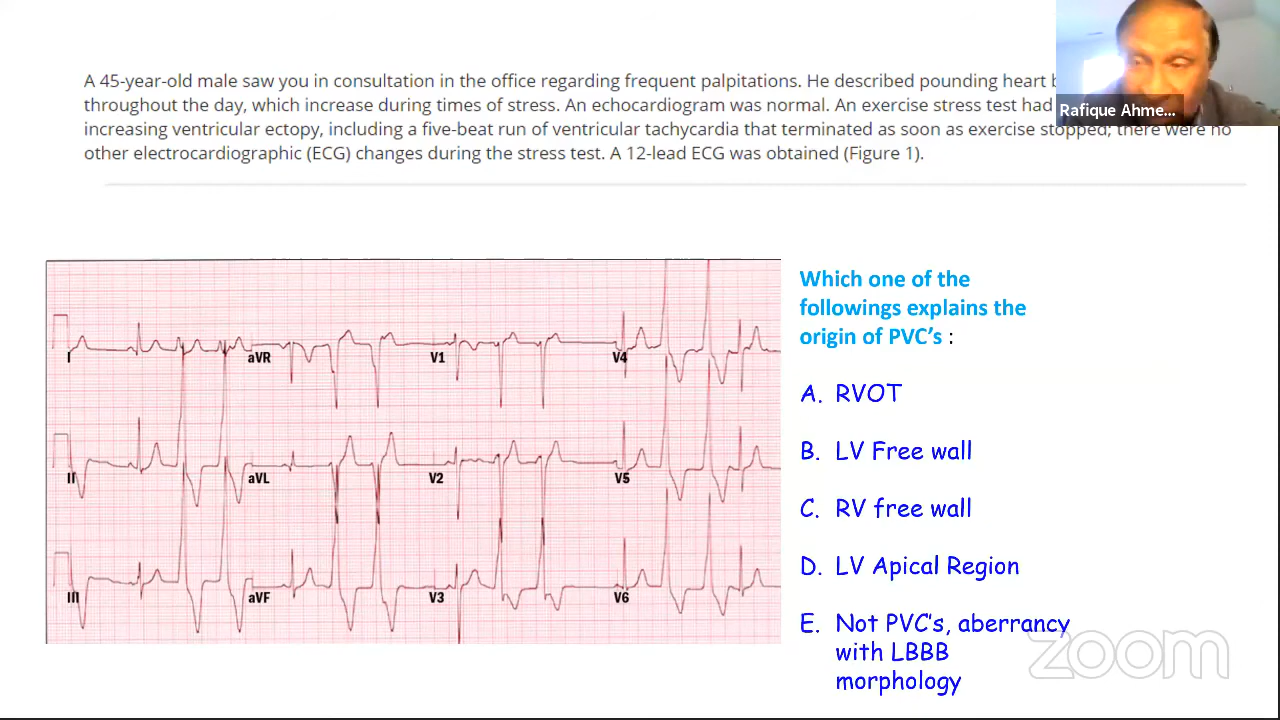 A 45-year-old male saw you in consultation in the office regarding frequent palpitations. He described pounding heart
throughout the day, which increase during times of stress. An echocardiogram was normal. An exercise stress test had
increasing ventricular ectopy, including a five-beat run of ventricular tachycardia that terminated as soon as exercise stopped; there were no
other electrocardiographic (ECG) changes during the stress test. A 12-lead ECG was obtained (Figure 1).
Rafique Ahme...
I
aVR
V1
V4
II
aVL
V2
V5
III
aVF
V3
V6
Which one of the
followings explains the
origin of PVC's :
A. RVOT
B. LV Free wall
C. RV free wall
D. LV Apical Region
E. Not PVC's, aberrancy
with LBBB
morphology
zoom